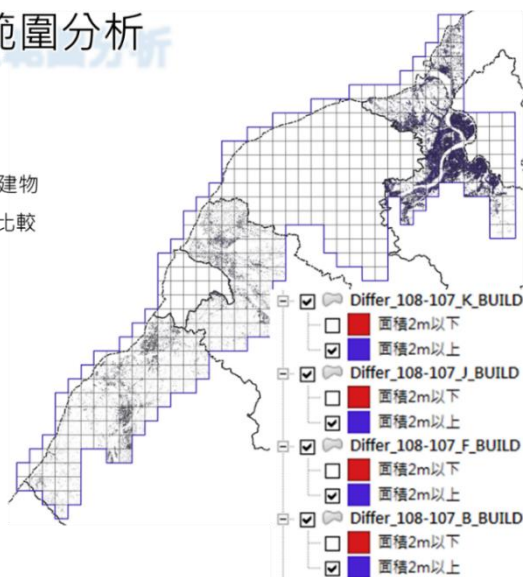 範圍分析
建物
比較
Differ_108-107_K_BUILD
面積2m以下
面積2m以上
Differ_108-107_J_BUILD
面積2m以下
面積2m以上
Differ_108-107_F_BUILD
面積2m以下
面積2m以上
Differ_108-107_B_BUILD
面積2m以下
面積2m以上